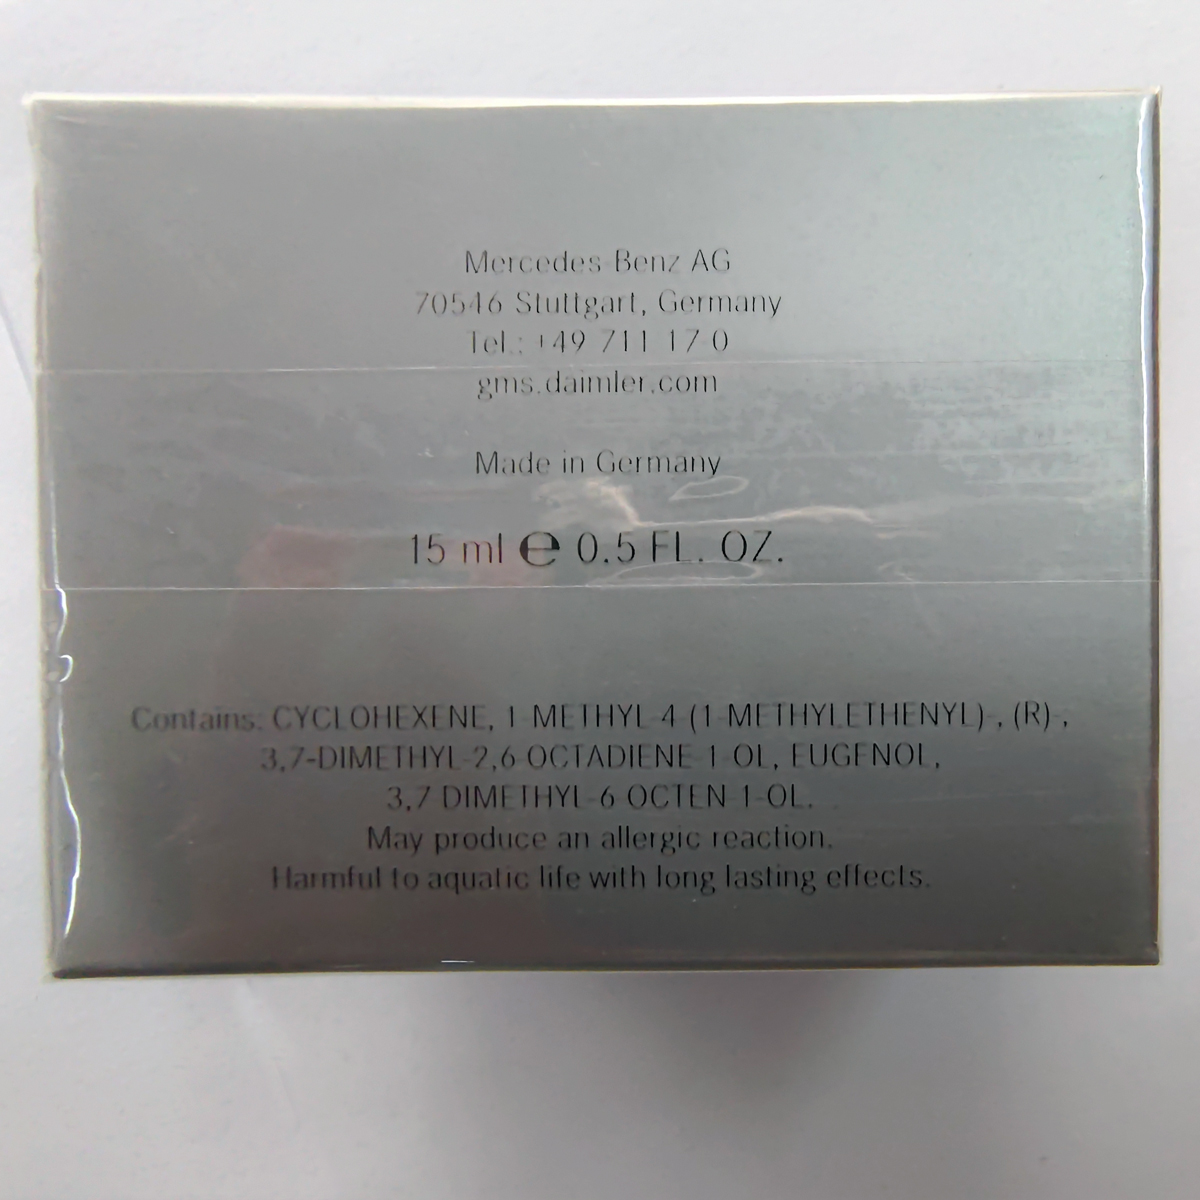 Mercedes-Benz AG
70546 Stuttgart, Germany
Tel.: +49 711 17-0
gms.daimler.com
Made in Germany
15 ml ℮ 0.5 FL. OZ.
Contains: CYCLOHEXENE, 1-METHYL-4-(1-METHYLETHENYL)-, (R)-,
3,7-DIMETHYL-2,6-OCTADIENE-1-OL, EUGENOL,
3,7-DIMETHYL-6-OCTEN-1-OL.
May produce an allergic reaction.
Harmful to aquatic life with long lasting effects.